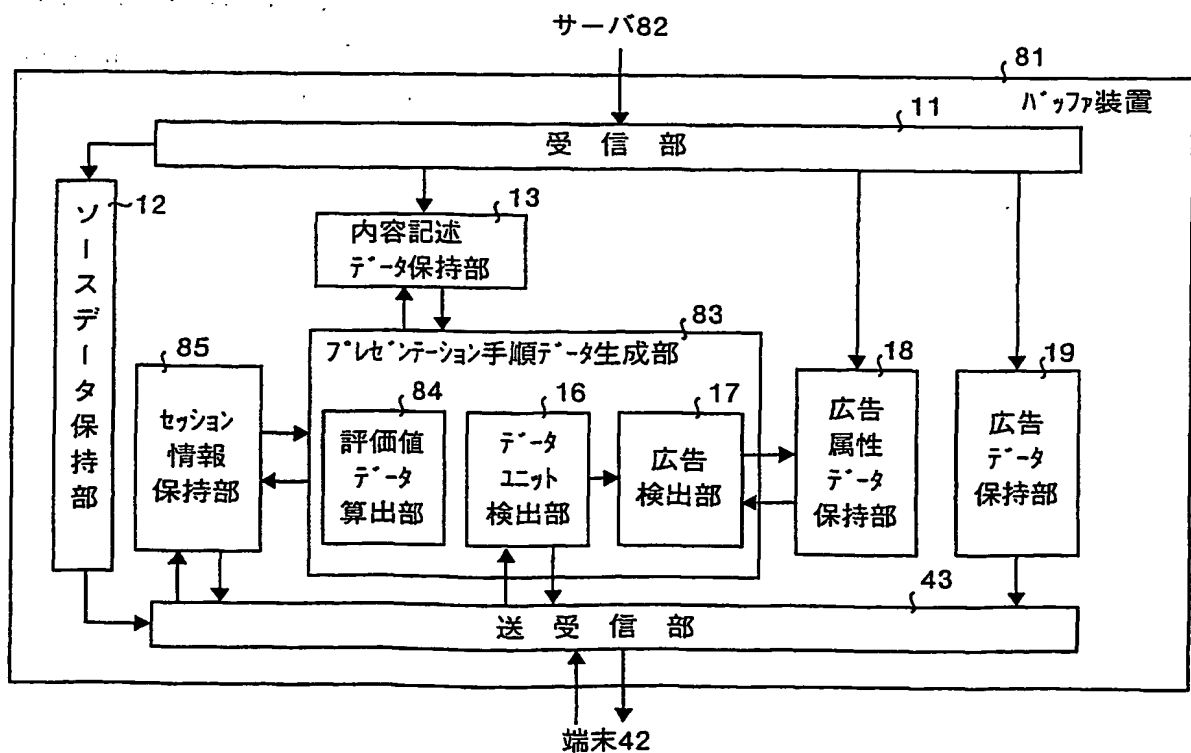 サーバ82
81
バッファ装置
11
受信部
12
ソースデータ保持部
13
内容記述
データ保持部
83
プレゼンテーション手順データ生成部
85
セッション
情報
保持部
84
評価値
データ
算出部
16
データ
ユニット
検出部
17
広告
検出部
18
広告
属性
データ
保持部
19
広告
データ
保持部
43
送受信部
端末42